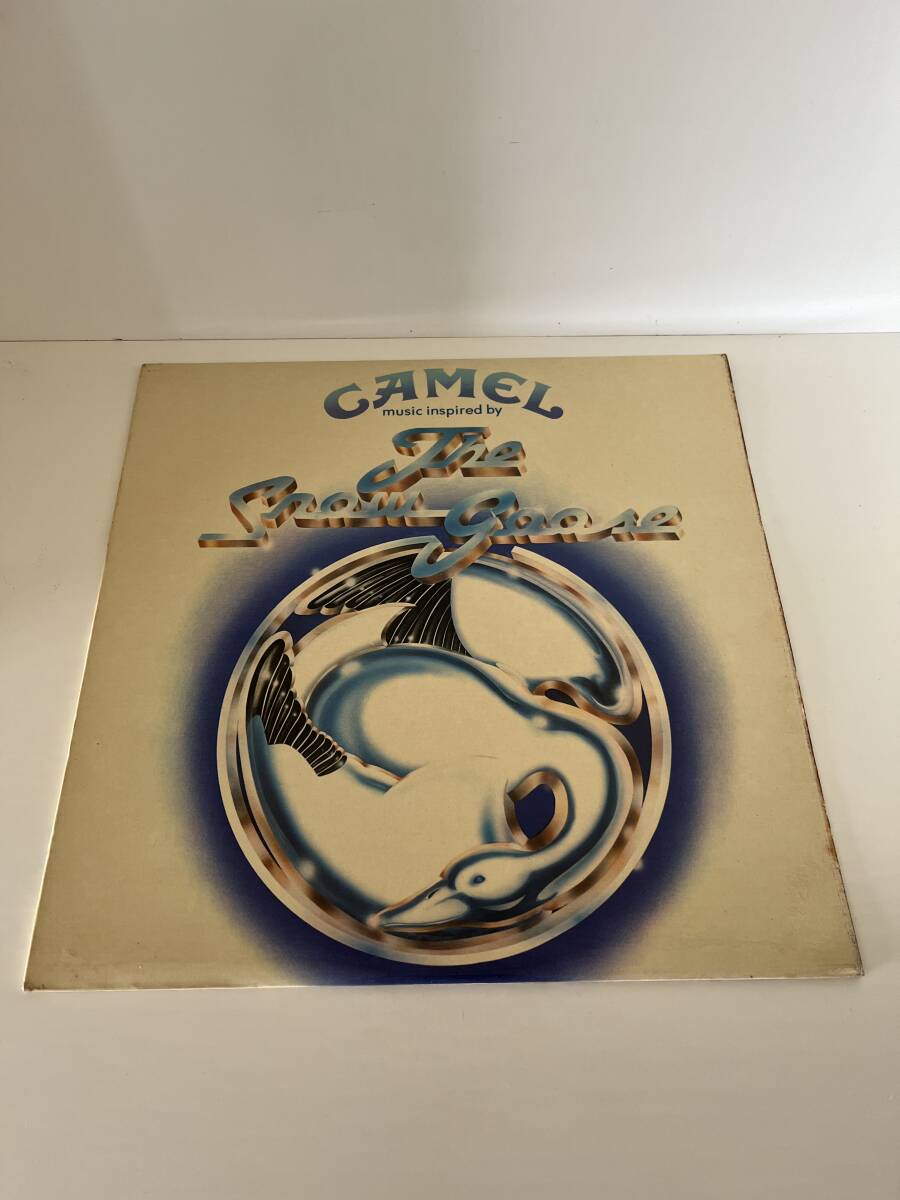 CAMEL
music inspired by
The
Snow Goose